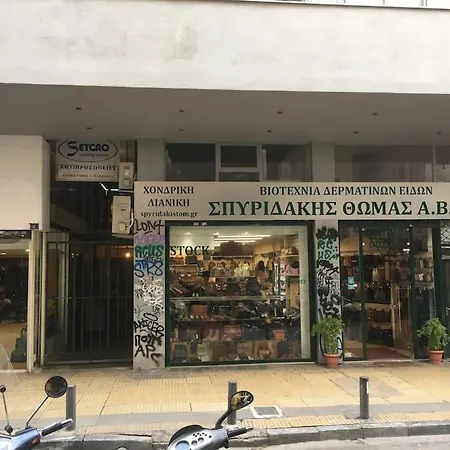 SETCRO
ΑΝΤΙΠΡΟΣΩΠΕΙΕΣ
ΧΟΝΔΡΙΚΗ
ΛΙΑΝΙΚΗ
spyridakistom.gr
ΒΙΟΤΕΧΝΙΑ ΔΕΡΜΑΤΙΝΩΝ ΕΙΔΩΝ
ΣΠΥΡΙΔΑΚΗΣ ΘΩΜΑΣ Α.Β.
STOCK